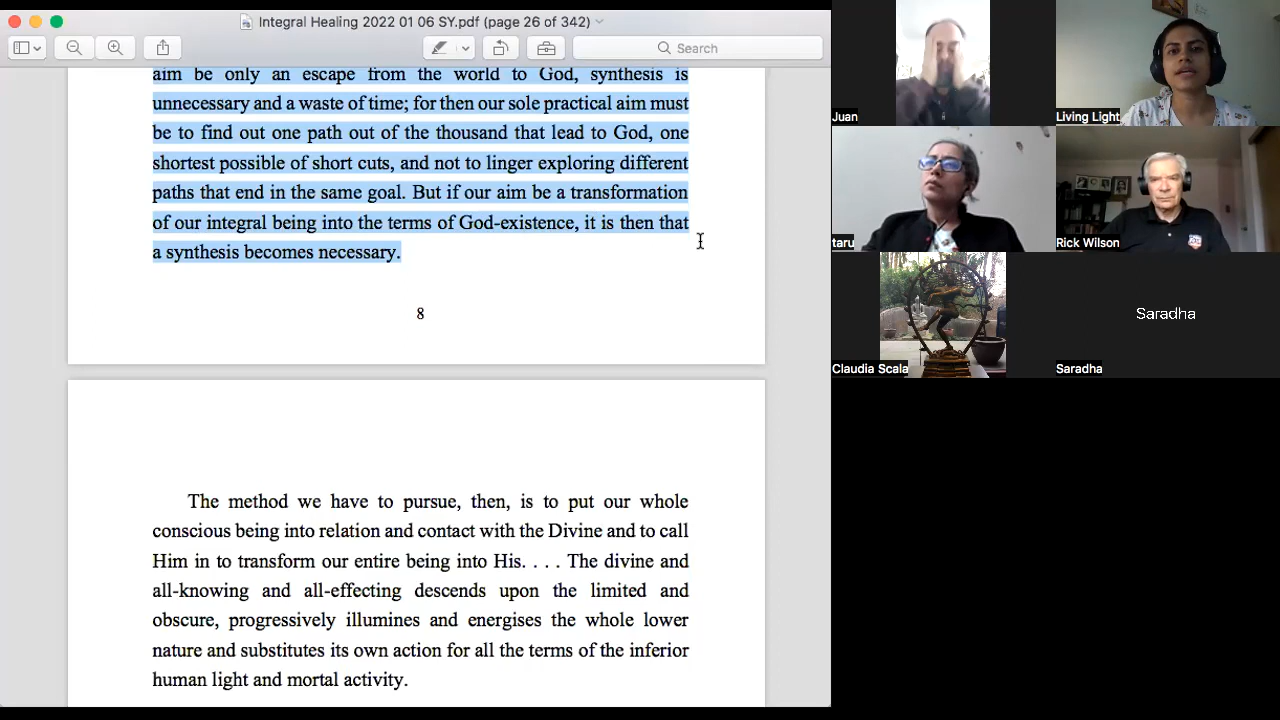 Integral Healing 2022 01 06 SY.pdf (page 26 of 342)
Search
aim be only an escape from the world to God, synthesis is
unnecessary and a waste of time; for then our sole practical aim must
be to find out one path out of the thousand that lead to God, one
shortest possible of short cuts, and not to linger exploring different
paths that end in the same goal. But if our aim be a transformation
of our integral being into the terms of God-existence, it is then that
a synthesis becomes necessary.
8
The method we have to pursue, then, is to put our whole
conscious being into relation and contact with the Divine and to call
Him in to transform our entire being into His. . . . The divine and
all-knowing and all-effecting descends upon the limited and
obscure, progressively illumines and energises the whole lower
nature and substitutes its own action for all the terms of the inferior
human light and mortal activity.
Juan
Living Light
taru
Rick Wilson
Claudia Scala
Saradha
Saradha